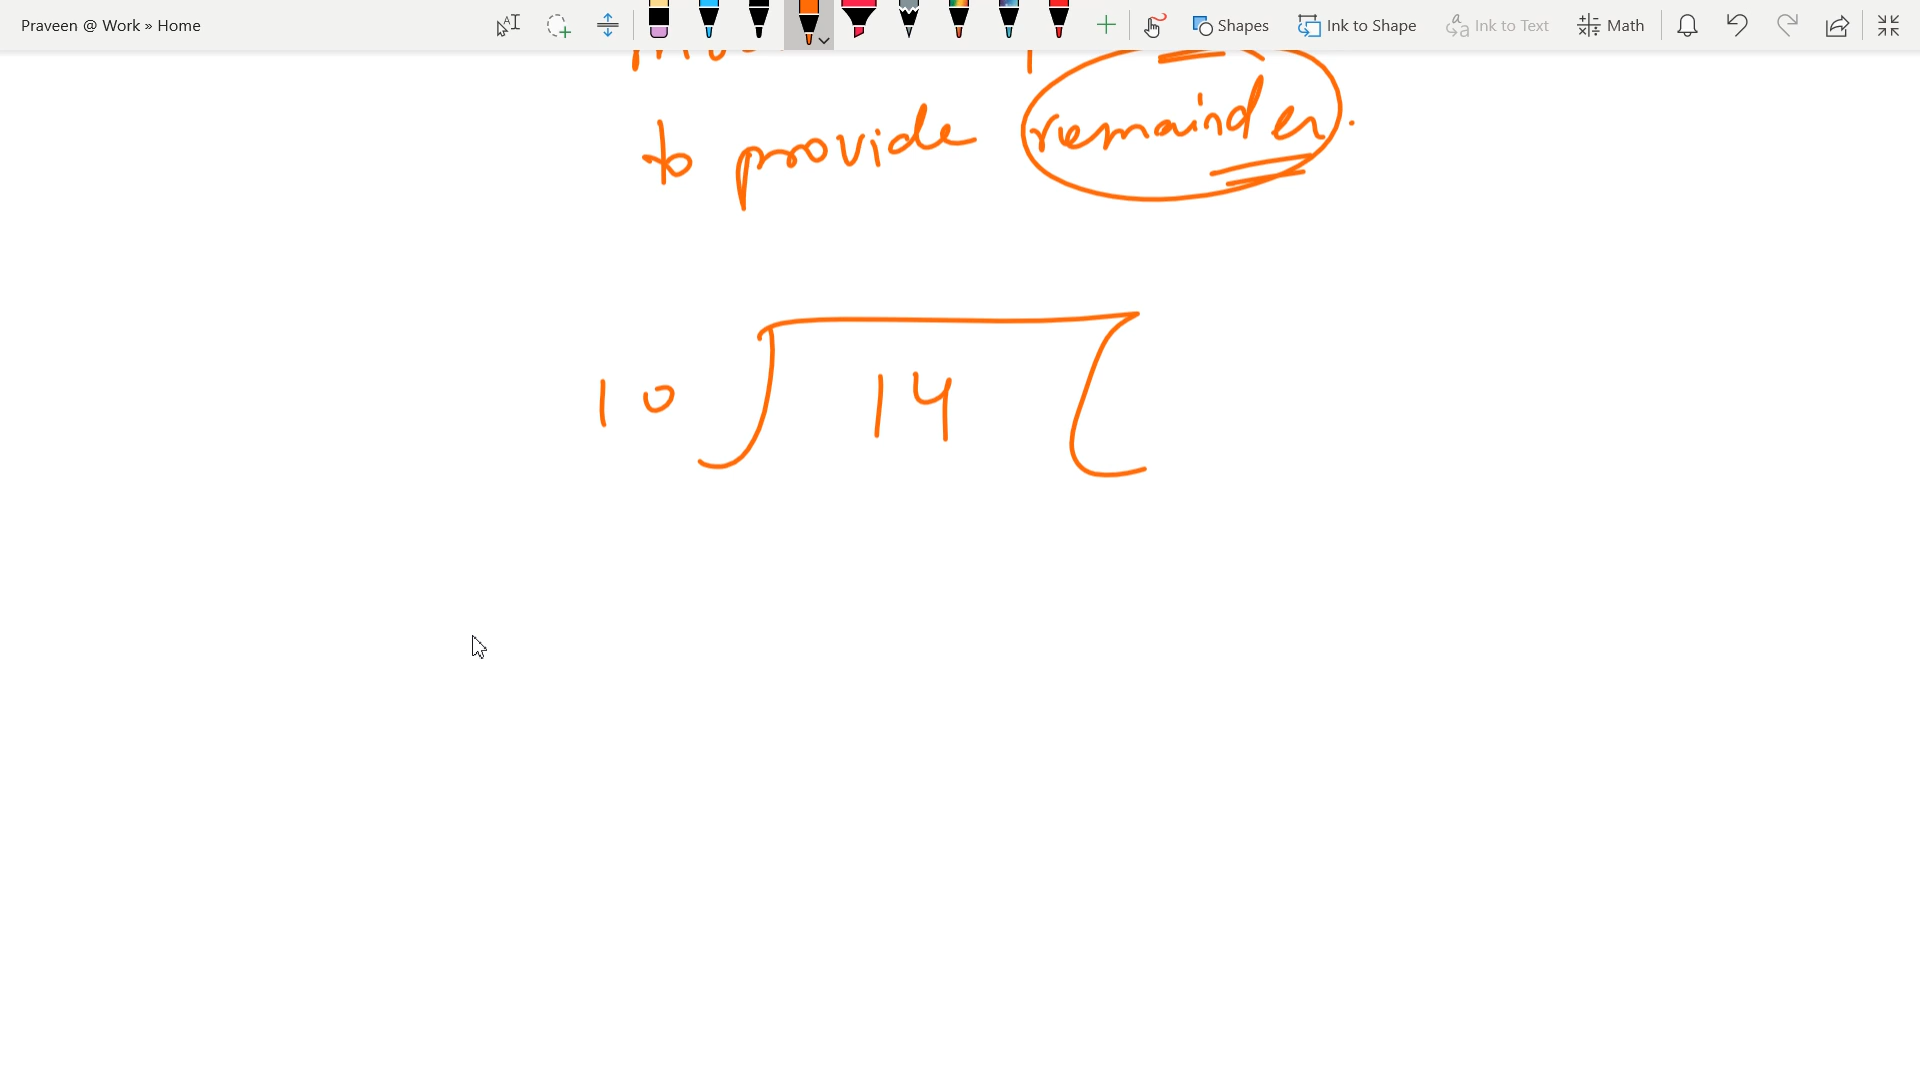 Praveen @ Work » Home
Shapes Ink to Shape Ink to Text Math
to provide remainder.
10 14